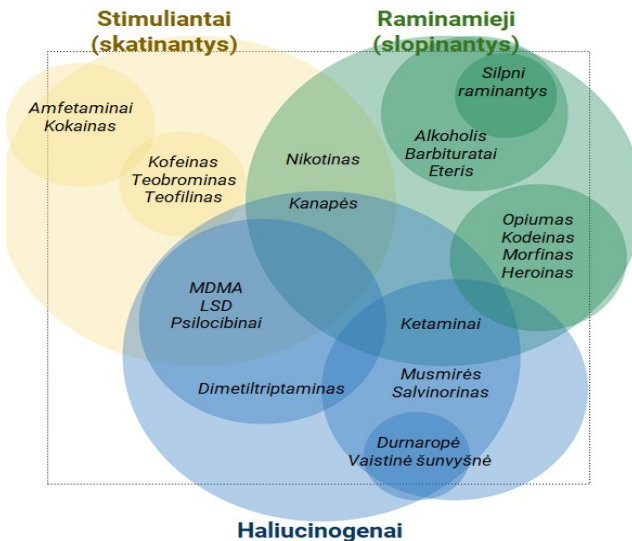 Stimuliantai
(skatinantys)
Raminamieji
(slopinantys)
Silpni
raminantys
Amfetaminai
Kokainas
Alkoholis
Barbituratai
Eteris
Kofeinas
Teobrominas
Teofilinas
Nikotinas
Kanapės
Opiumas
Kodeinas
Morfinas
Heroinas
MDMA
LSD
Psilocibinai
Ketaminai
Dimetiltriptaminas
Musmirės
Salvinorinas
Durnaropė
Vaistinė šunvyšnė
Haliucinogenai